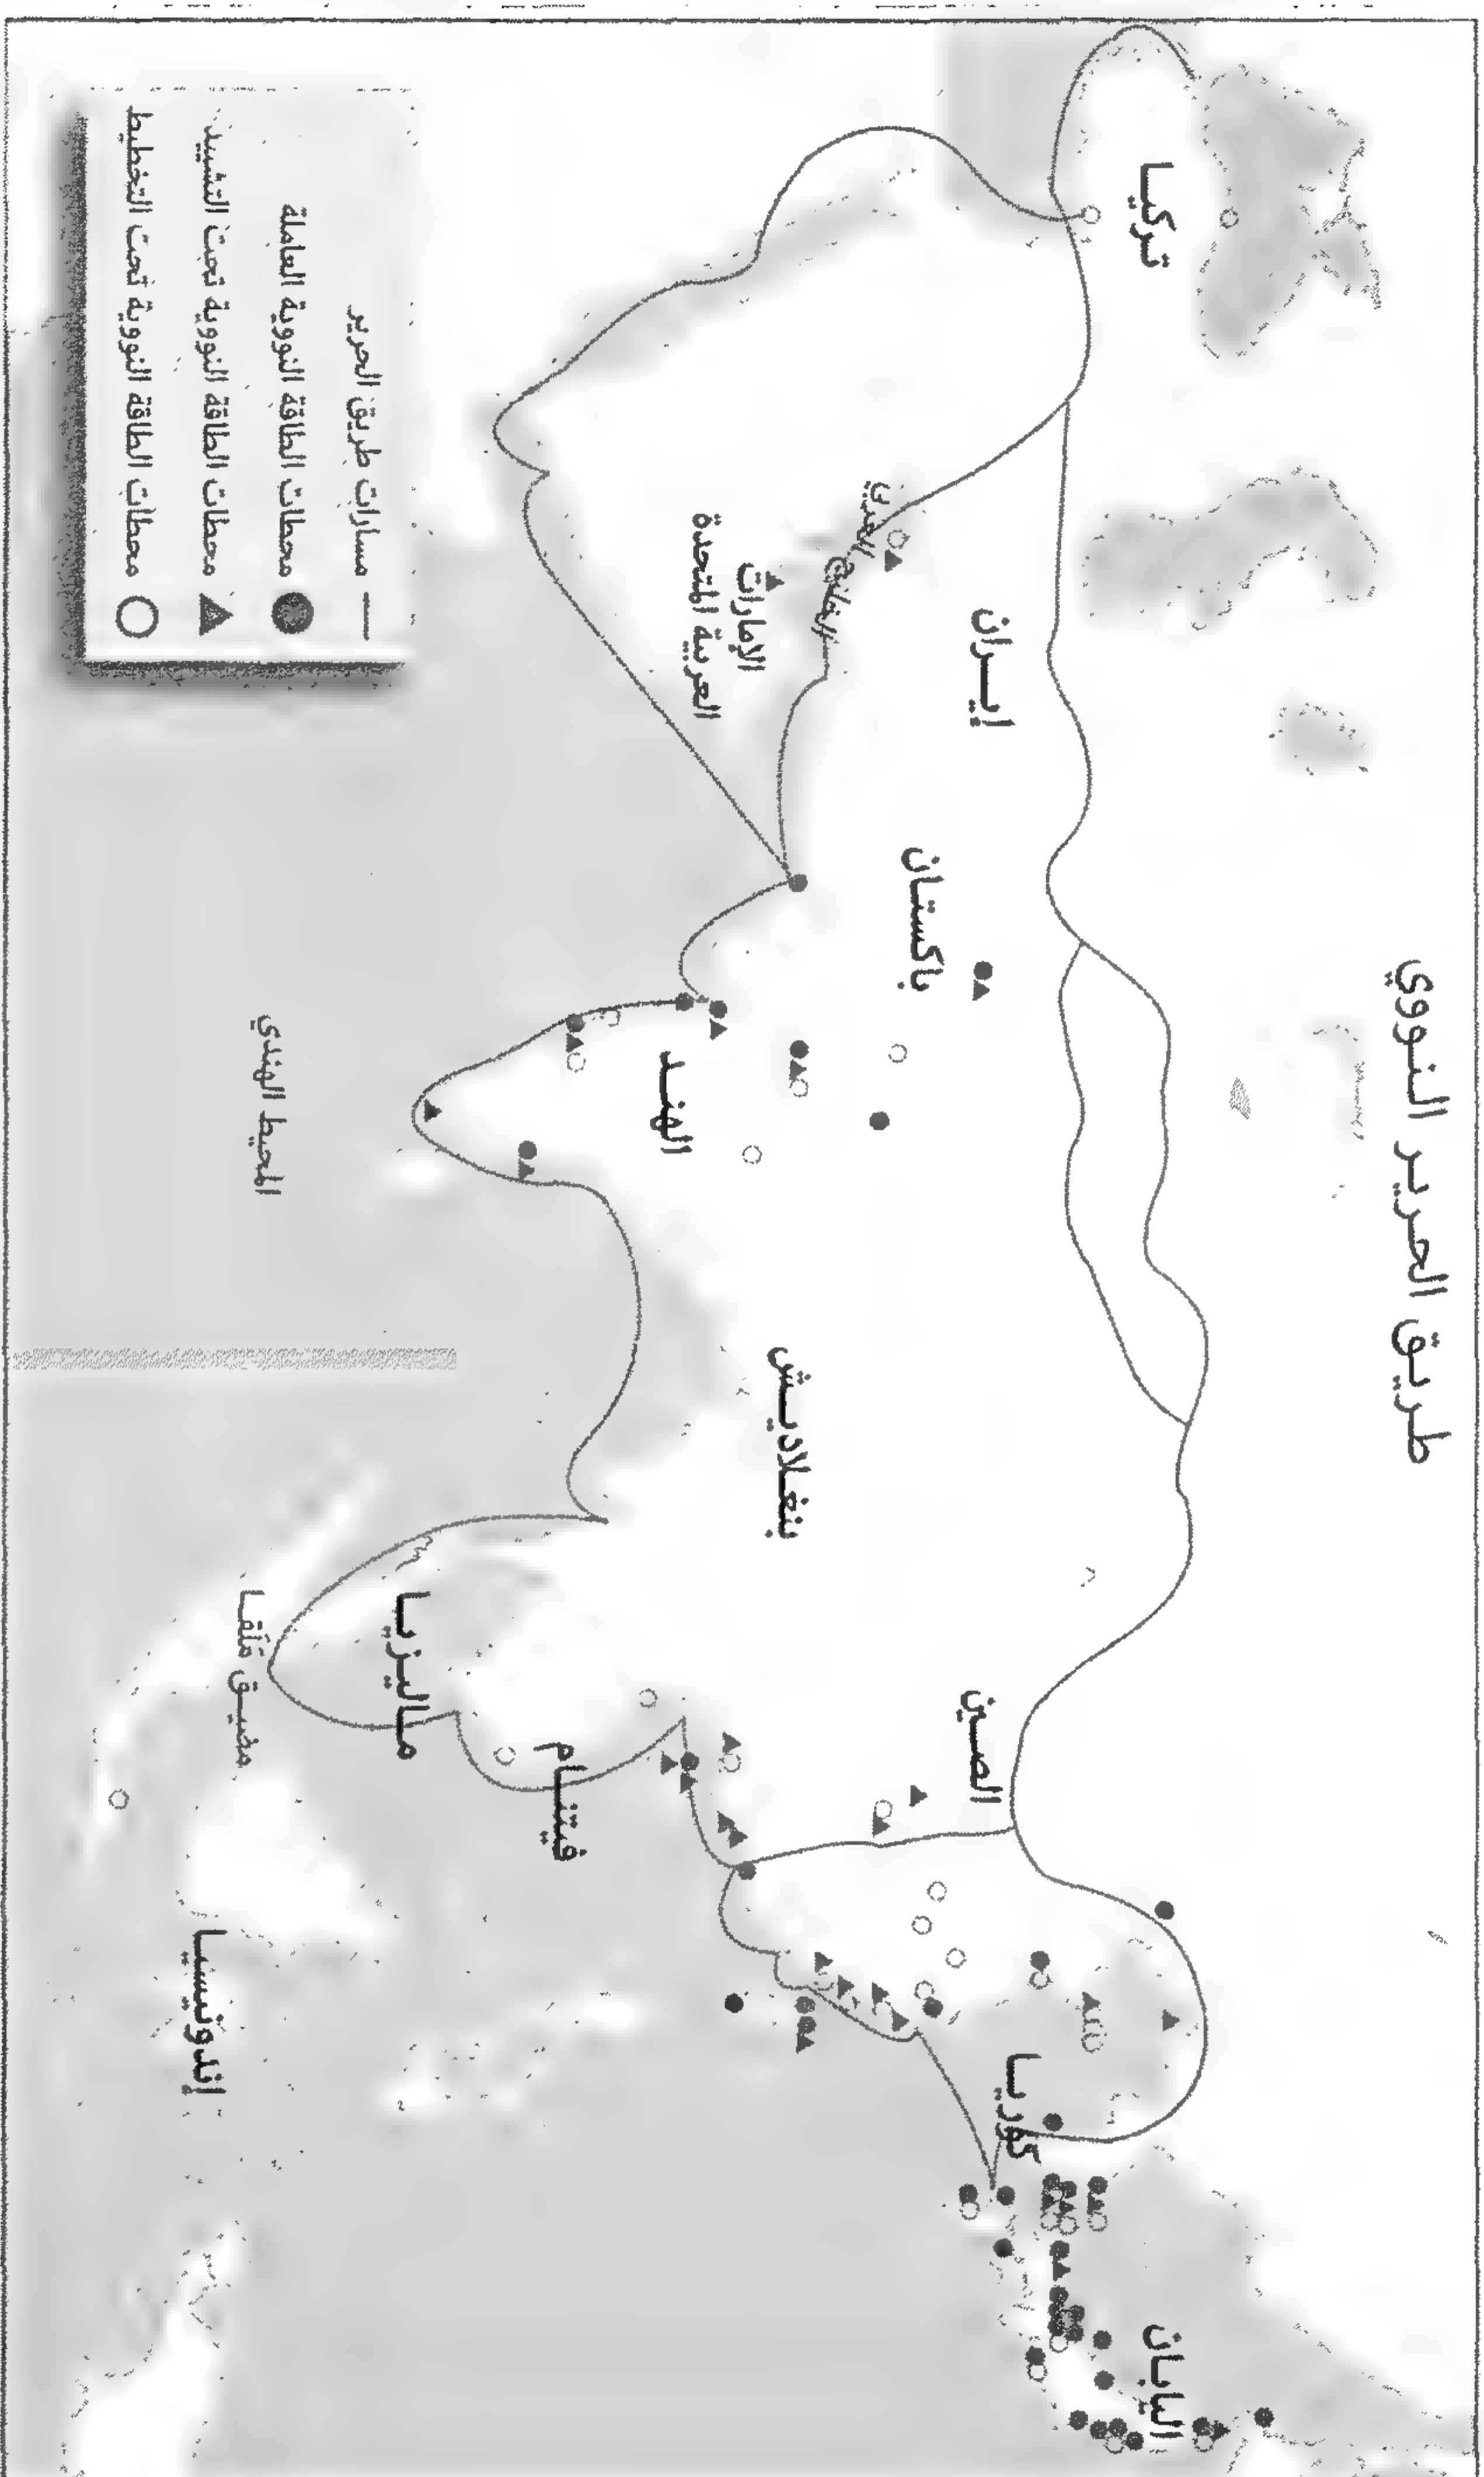 طريق الحرير النووي
تركيا
إيران
الخليج العربي
الإمارات
العربية المتحدة
باكستان
الهند
المحيط الهندي
بنغلاديش
الصين
ماليزيا
مضيق مَلَقا
فيتنام
إندونيسيا
كوريا
اليابان
مسارات طريق الحرير
محطات الطاقة النووية العاملة
محطات الطاقة النووية تحت التشييد
محطات الطاقة النووية تحت التخطيط